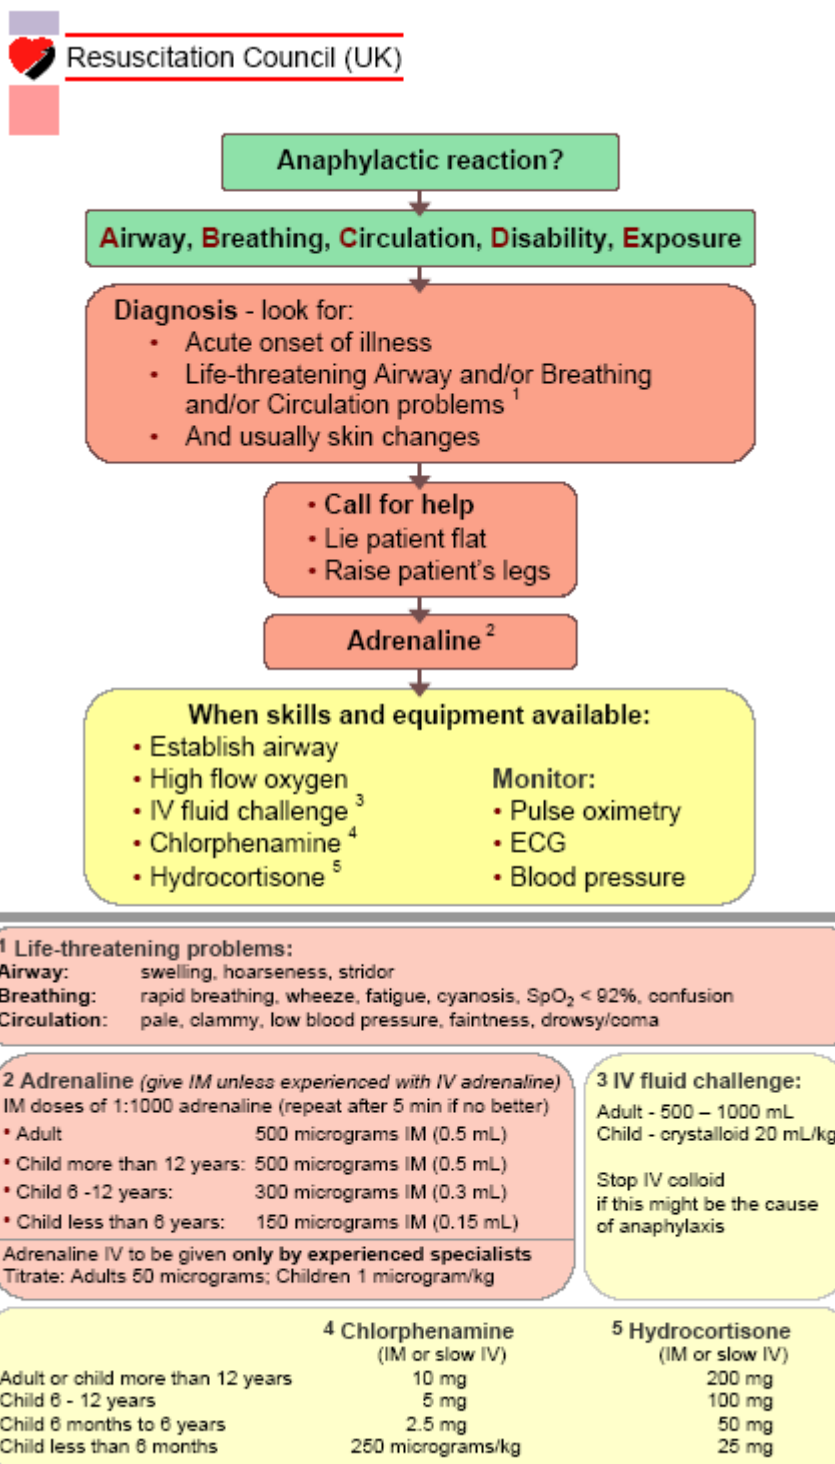 Resuscitation Council (UK)
Anaphylactic reaction?
Airway, Breathing, Circulation, Disability, Exposure
Diagnosis - look for:
• Acute onset of illness
• Life-threatening Airway and/or Breathing
and/or Circulation problems 1
• And usually skin changes
• Call for help
• Lie patient flat
• Raise patient's legs
Adrenaline 2
When skills and equipment available:
• Establish airway
• High flow oxygen
• IV fluid challenge 3
• Chlorphenamine 4
• Hydrocortisone 5
Monitor:
• Pulse oximetry
• ECG
• Blood pressure
1 Life-threatening problems:
Airway: swelling, hoarseness, stridor
Breathing: rapid breathing, wheeze, fatigue, cyanosis, SpO2 < 92%, confusion
Circulation: pale, clammy, low blood pressure, faintness, drowsy/coma
2 Adrenaline (give IM unless experienced with IV adrenaline)
IM doses of 1:1000 adrenaline (repeat after 5 min if no better)
• Adult 500 micrograms IM (0.5 mL)
• Child more than 12 years: 500 micrograms IM (0.5 mL)
• Child 6 -12 years: 300 micrograms IM (0.3 mL)
• Child less than 6 years: 150 micrograms IM (0.15 mL)
Adrenaline IV to be given only by experienced specialists
Titrate: Adults 50 micrograms; Children 1 microgram/kg
3 IV fluid challenge:
Adult - 500 – 1000 mL
Child - crystalloid 20 mL/kg
Stop IV colloid
if this might be the cause
of anaphylaxis
4 Chlorphenamine 5 Hydrocortisone
(IM or slow IV) (IM or slow IV)
Adult or child more than 12 years 10 mg 200 mg
Child 6 - 12 years 5 mg 100 mg
Child 6 months to 6 years 2.5 mg 50 mg
Child less than 6 months 250 micrograms/kg 25 mg